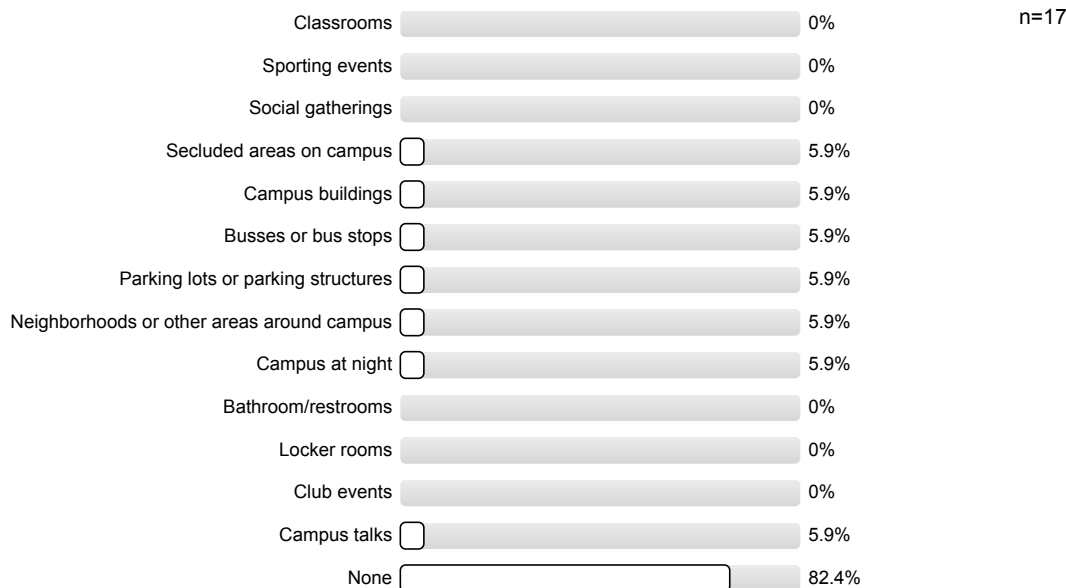 n=17
Classrooms 0%
Sporting events 0%
Social gatherings 0%
Secluded areas on campus 5.9%
Campus buildings 5.9%
Busses or bus stops 5.9%
Parking lots or parking structures 5.9%
Neighborhoods or other areas around campus 5.9%
Campus at night 5.9%
Bathroom/restrooms 0%
Locker rooms 0%
Club events 0%
Campus talks 5.9%
None 82.4%